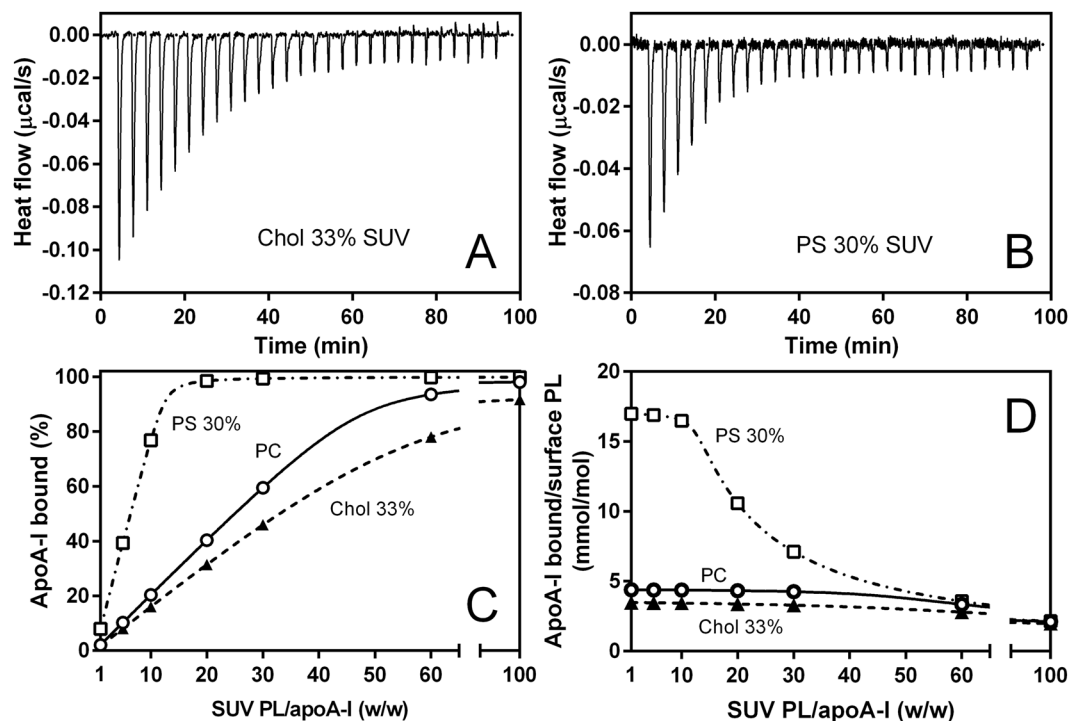 0.00
-0.02
-0.04
-0.06
-0.08
-0.10
-0.12
Heat flow (μcal/s)
Chol 33% SUV
A
0 20 40 60 80 100
Time (min)
0.00
-0.02
-0.04
-0.06
-0.08
Heat flow (μcal/s)
PS 30% SUV
B
0 20 40 60 80 100
Time (min)
100
80
60
40
20
0
ApoA-I bound (%)
PS 30%
PC
Chol 33%
C
1 10 20 30 40 50 60 100
SUV PL/apoA-I (w/w)
20
15
10
5
0
ApoA-I bound/surface PL
(mmol/mol)
PS 30%
PC
Chol 33%
D
1 10 20 30 40 50 60 100
SUV PL/apoA-I (w/w)